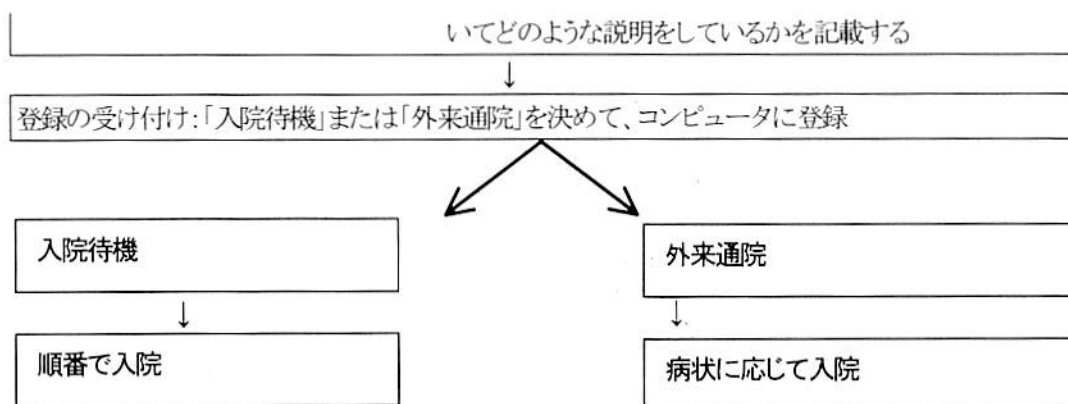 いてどのような説明をしているかを記載する
↓
登録の受け付け:「入院待機」または「外来通院」を決めて、コンピュータに登録
入院待機
外来通院
↓
↓
順番で入院
病状に応じて入院